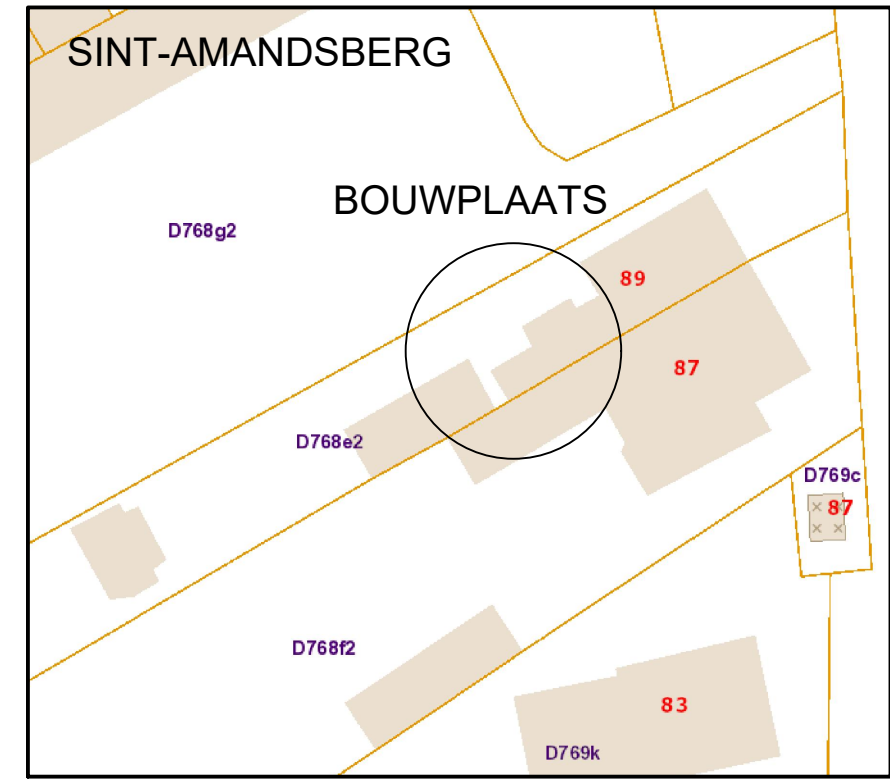 SINT-AMANDSBERG
BOUWPLAATS
D768g2
89
87
D768e2
D769c
87
D768f2
83
D769k